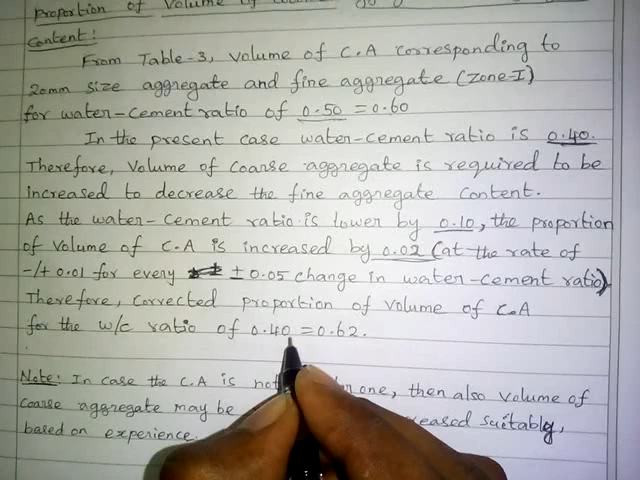 Proportion of Volume of
Content:
From Table-3, volume of C.A corresponding to
20mm size aggregate and fine aggregate (Zone-I)
for water-cement ratio of 0.50 = 0.60
In the present case water-cement ratio is 0.40.
Therefore, Volume of coarse aggregate is required to be
increased to decrease the fine aggregate content.
As the water-cement ratio is lower by 0.10, the proportion
of volume of C.A is increased by 0.02 (at the rate of
-/+ 0.01 for every ± 0.05 change in water-cement ratio)
Therefore, corrected proportion of volume of C.A
for the w/c ratio of 0.40 = 0.62.
Note: In case the C.A is not one, then also volume of
coarse aggregate may be suitably,
based on experience.